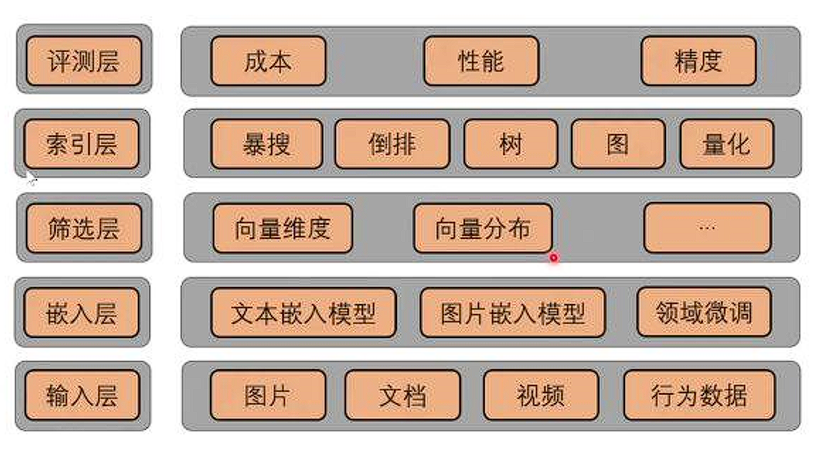 评测层 成本 性能 精度
索引层 暴搜 倒排 树 图 量化
筛选层 向量维度 向量分布 ...
嵌入层 文本嵌入模型 图片嵌入模型 领域微调
输入层 图片 文档 视频 行为数据